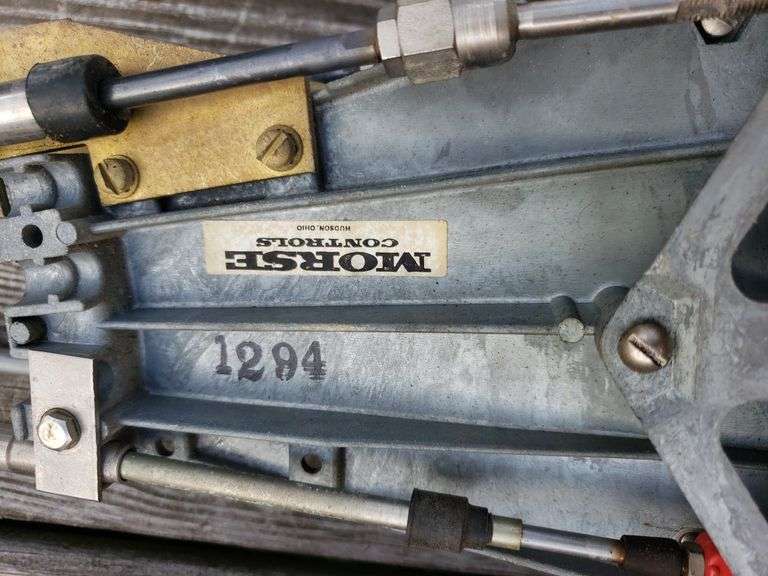 MORSE
CONTROLS
HUDSON, OHIO
1294